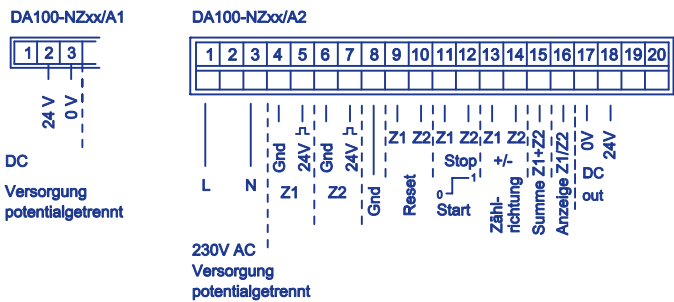 DA100-NZxx/A1
DA100-NZxx/A2
1 2 3
1 2 3 4 5 6 7 8 9 10 11 12 13 14 15 16 17 18 19 20
24 V
0 V
DC
Versorgung
potentialgetrennt
L
N
Gnd
24V
Z1
Gnd
24V
Z2
Gnd
Z1 Z2
Reset
Z1 Z2
Stop
0
1
Start
Z1 Z2
+/-
Zähl-
richtung
Summe Z1+Z2
Anzeige Z1/Z2
0V
24V
DC
out
230V AC
Versorgung
potentialgetrennt